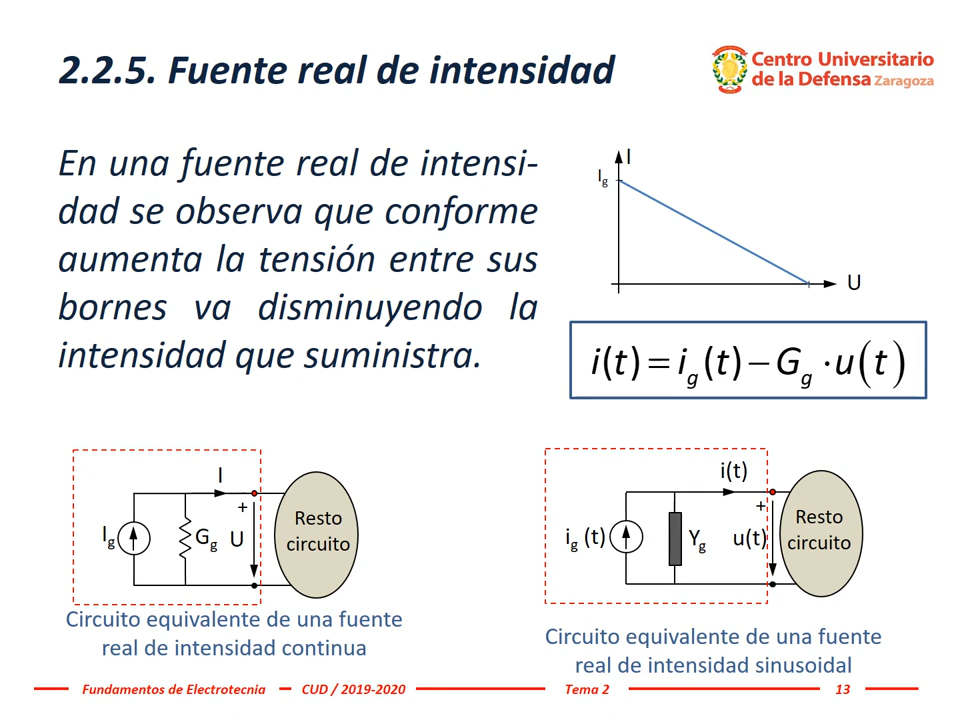 2.2.5. Fuente real de intensidad
Centro Universitario
de la Defensa Zaragoza
En una fuente real de intensi-
dad se observa que conforme
aumenta la tensión entre sus
bornes va disminuyendo la
intensidad que suministra.
I
Ig
U
i(t) = ig(t) − Gg · u(t)
I
+
Ig
Gg
U
Resto
circuito
Circuito equivalente de una fuente
real de intensidad continua
i(t)
+
ig (t)
Yg
u(t)
Resto
circuito
Circuito equivalente de una fuente
real de intensidad sinusoidal
Fundamentos de Electrotecnia CUD / 2019-2020 Tema 2 13